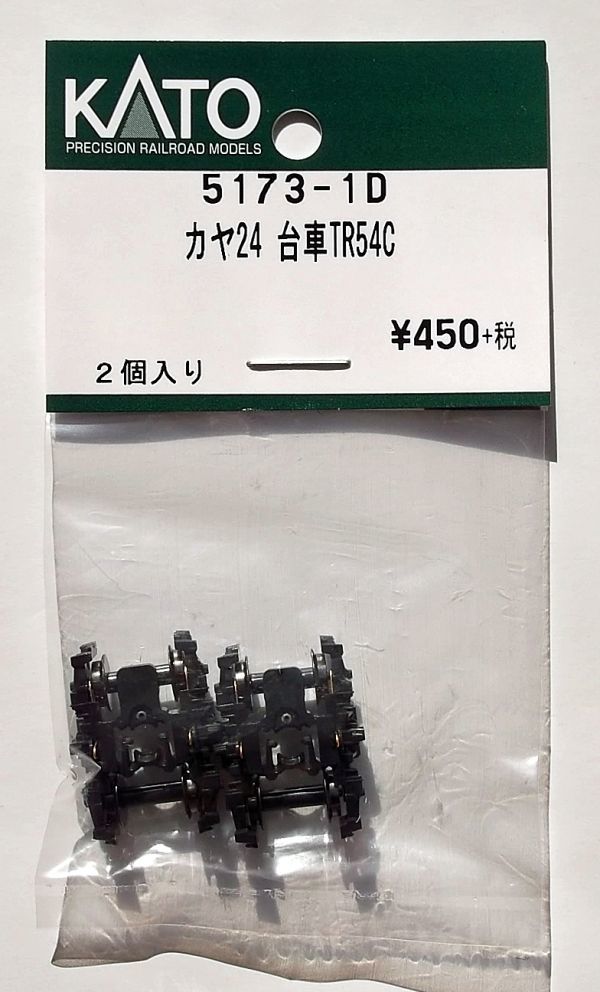 KATO
PRECISION RAILROAD MODELS
5173-1D
カヤ24 台車TR54C
¥450+税
2個入り